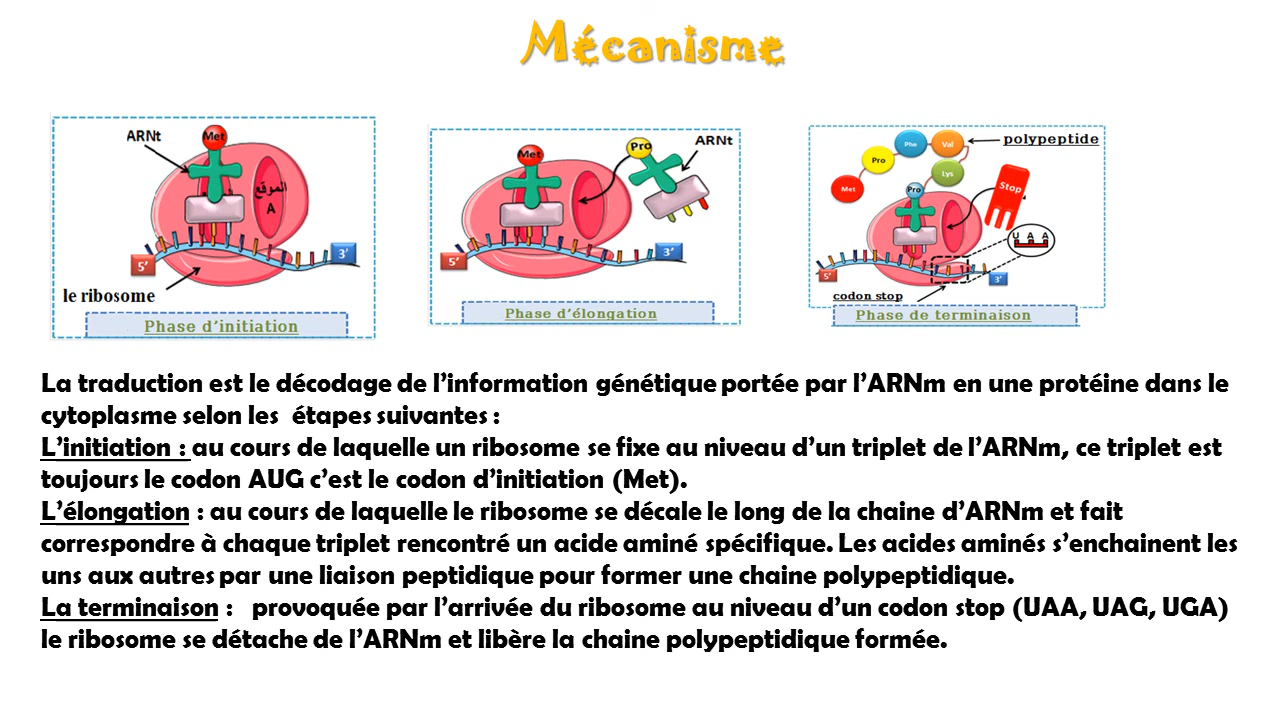 Mécanisme
ARNt
Met
الموقع
A
5'
3'
le ribosome
Phase d'initiation
Met
Pro
ARNt
5'
3'
Phase d'élongation
Phe
Val
polypeptide
Pro
Lys
Met
Pro
Stop
U A A
5'
3'
codon stop
Phase de terminaison
La traduction est le décodage de l'information génétique portée par l'ARNm en une protéine dans le
cytoplasme selon les étapes suivantes :
L'initiation : au cours de laquelle un ribosome se fixe au niveau d'un triplet de l'ARNm, ce triplet est
toujours le codon AUG c'est le codon d'initiation (Met).
L'élongation : au cours de laquelle le ribosome se décale le long de la chaine d'ARNm et fait
correspondre à chaque triplet rencontré un acide aminé spécifique. Les acides aminés s'enchainent les
uns aux autres par une liaison peptidique pour former une chaine polypeptidique.
La terminaison : provoquée par l'arrivée du ribosome au niveau d'un codon stop (UAA, UAG, UGA)
le ribosome se détache de l'ARNm et libère la chaine polypeptidique formée.